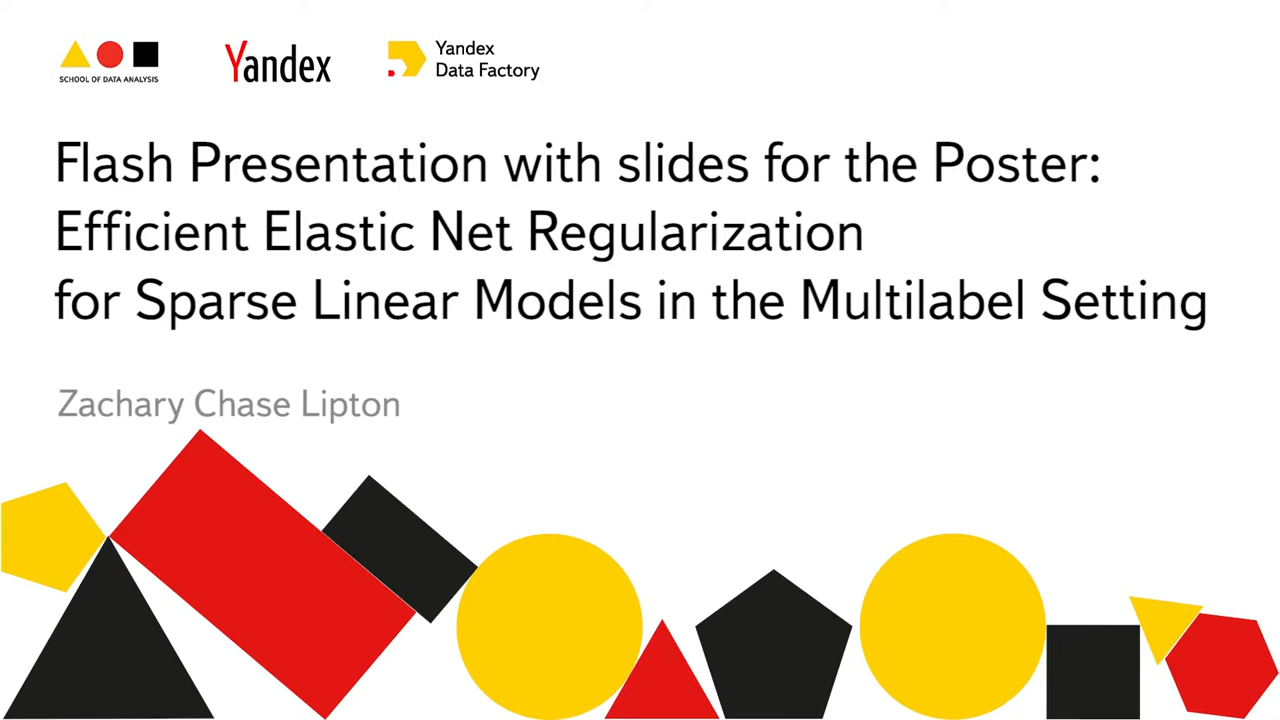 SCHOOL OF DATA ANALYSIS
Yandex
Yandex
Data Factory
Flash Presentation with slides for the Poster:
Efficient Elastic Net Regularization
for Sparse Linear Models in the Multilabel Setting
Zachary Chase Lipton